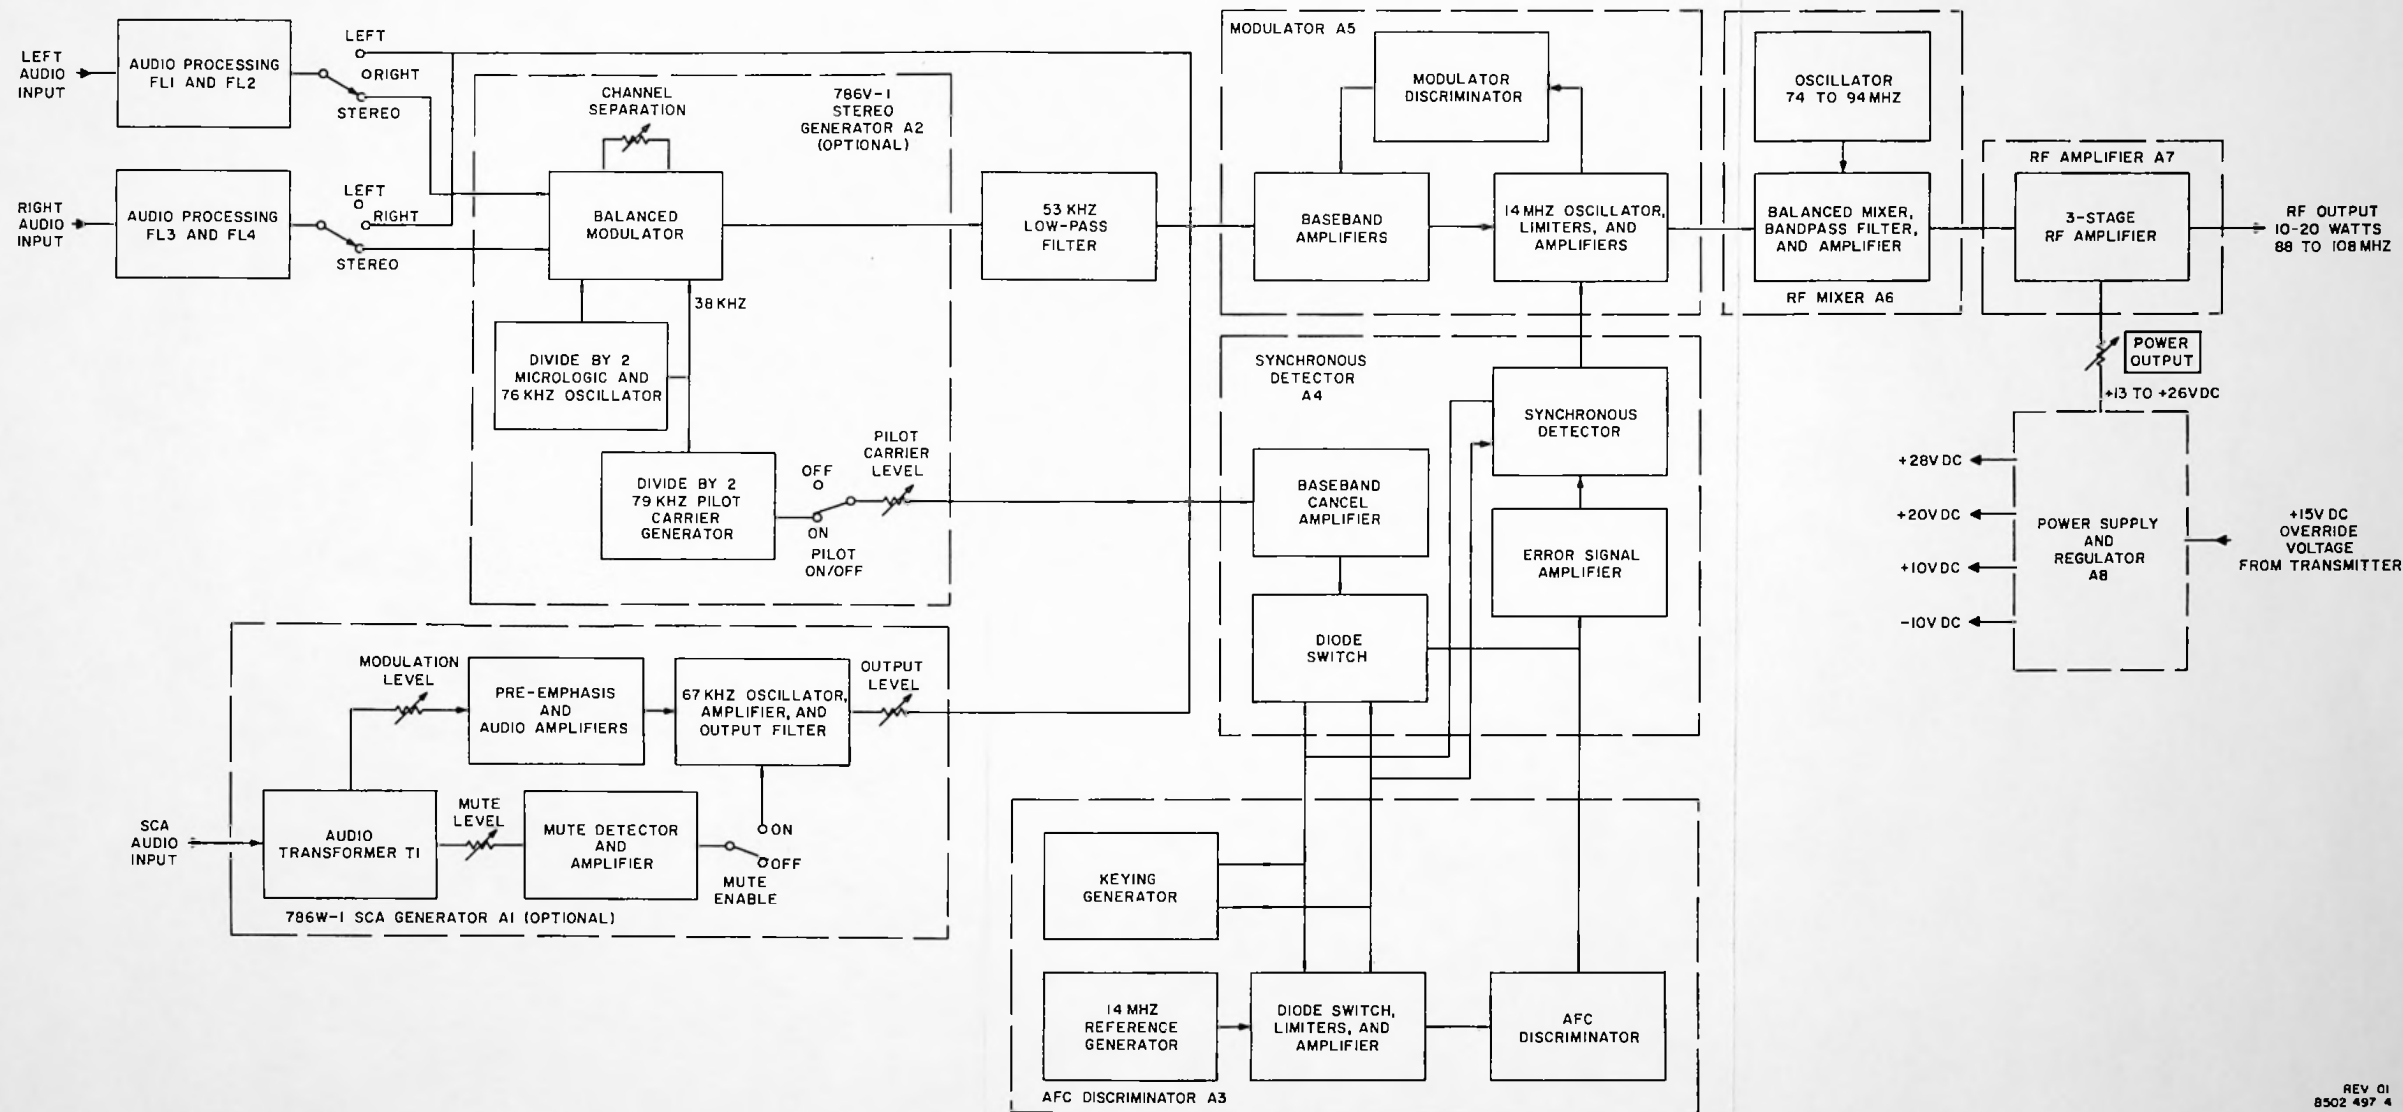 LEFT
AUDIO
INPUT
AUDIO PROCESSING
FL1 AND FL2
LEFT
RIGHT
STEREO
RIGHT
AUDIO
INPUT
AUDIO PROCESSING
FL3 AND FL4
LEFT
RIGHT
STEREO
786V-1
STEREO
GENERATOR A2
(OPTIONAL)
CHANNEL
SEPARATION
BALANCED
MODULATOR
38 KHZ
DIVIDE BY 2
MICROLOGIC AND
76 KHZ OSCILLATOR
DIVIDE BY 2
79 KHZ PILOT
CARRIER
GENERATOR
OFF
ON
PILOT
ON/OFF
PILOT
CARRIER
LEVEL
53 KHZ
LOW-PASS
FILTER
MODULATOR A5
MODULATOR
DISCRIMINATOR
BASEBAND
AMPLIFIERS
14 MHZ OSCILLATOR,
LIMITERS, AND
AMPLIFIERS
OSCILLATOR
74 TO 94 MHZ
BALANCED MIXER,
BANDPASS FILTER,
AND AMPLIFIER
RF MIXER A6
RF AMPLIFIER A7
3-STAGE
RF AMPLIFIER
RF OUTPUT
10-20 WATTS
88 TO 108 MHZ
POWER
OUTPUT
+13 TO +26VDC
SYNCHRONOUS
DETECTOR
A4
SYNCHRONOUS
DETECTOR
BASEBAND
CANCEL
AMPLIFIER
ERROR SIGNAL
AMPLIFIER
DIODE
SWITCH
+28V DC
+20V DC
+10V DC
-10V DC
POWER SUPPLY
AND
REGULATOR
A8
+15V DC
OVERRIDE
VOLTAGE
FROM TRANSMITTER
MODULATION
LEVEL
PRE-EMPHASIS
AND
AUDIO AMPLIFIERS
67 KHZ OSCILLATOR,
AMPLIFIER, AND
OUTPUT FILTER
OUTPUT
LEVEL
SCA
AUDIO
INPUT
AUDIO
TRANSFORMER T1
MUTE
LEVEL
MUTE DETECTOR
AND
AMPLIFIER
ON
OFF
MUTE
ENABLE
786W-1 SCA GENERATOR A1 (OPTIONAL)
KEYING
GENERATOR
14 MHZ
REFERENCE
GENERATOR
DIODE SWITCH,
LIMITERS, AND
AMPLIFIER
AFC
DISCRIMINATOR
AFC DISCRIMINATOR A3
REV 01
8502 497 4